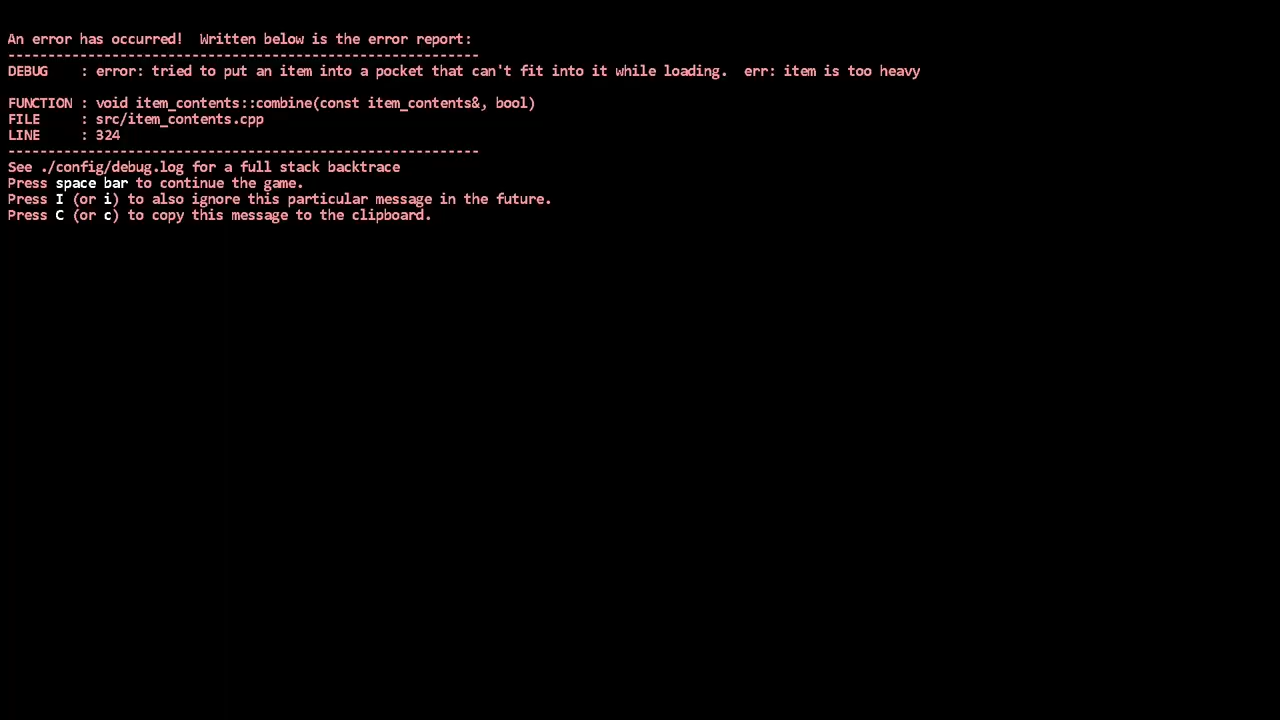 An error has occurred!  Written below is the error report:
-----------------------------------------------------------
DEBUG    : error: tried to put an item into a pocket that can't fit into it while loading.  err: item is too heavy
FUNCTION : void item_contents::combine(const item_contents&, bool)
FILE     : src/item_contents.cpp
LINE     : 324
-----------------------------------------------------------
See ./config/debug.log for a full stack backtrace
Press space bar to continue the game.
Press I (or i) to also ignore this particular message in the future.
Press C (or c) to copy this message to the clipboard.